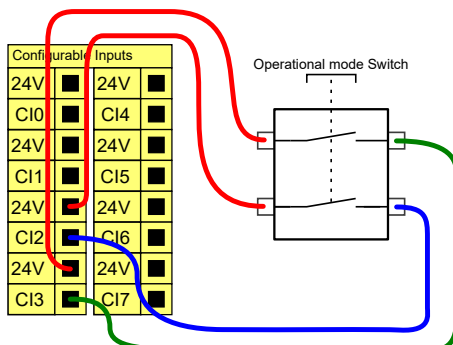 Configurable Inputs
Operational mode Switch
24V 24V
CI0 CI4
24V 24V
CI1 CI5
24V 24V
CI2 CI6
24V 24V
CI3 CI7